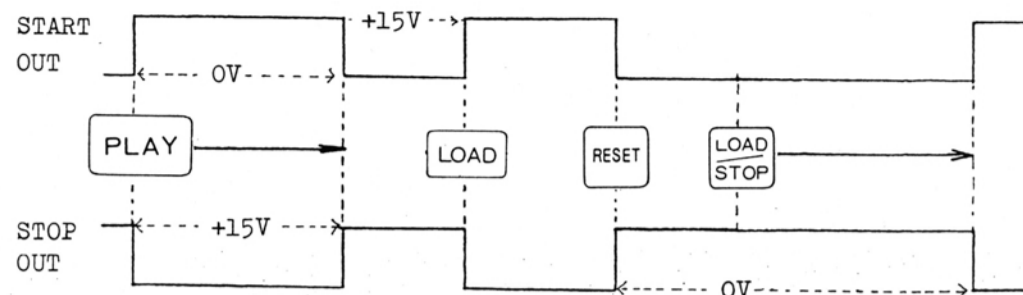 START
OUT
+15V
0V
PLAY
LOAD
RESET
LOAD
STOP
STOP
OUT
+15V
0V